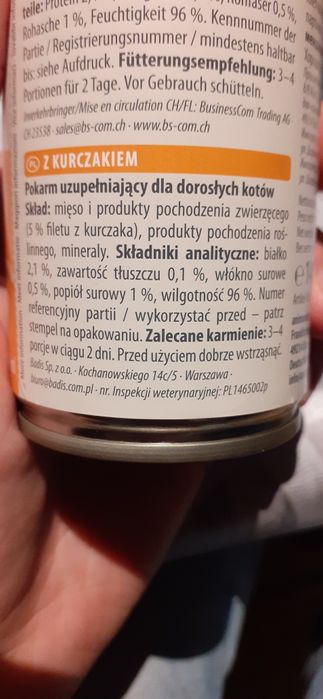 teile: Protein 2,
Rohasche 1 %, Feuchtigkeit 96 %. Kennnummer der
Partie / Registrierungsnummer / mindestens haltbar
bis: siehe Aufdruck. Fütterungsempfehlung: 3–4
Portionen für 2 Tage. Vor Gebrauch schütteln.
Inverkehrbringer/Mise en circulation CH/FL: BusinessCom Trading AG
CH 23538 · sales@bs-com.ch · www.bs-com.ch
PL Z KURCZAKIEM
Pokarm uzupełniający dla dorosłych kotów
Skład: mięso i produkty pochodzenia zwierzęcego
(5 % filetu z kurczaka), produkty pochodzenia roś-
linnego, minerały. Składniki analityczne: białko
2,1 %, zawartość tłuszczu 0,1 %, włókno surowe
0,5 %, popiół surowy 1 %, wilgotność 96 %. Numer
referencyjny partii / wykorzystać przed – patrz
stempel na opakowaniu. Zalecane karmienie: 3–4
porcje w ciągu 2 dni. Przed użyciem dobrze wstrząsnąć.
Badis Sp. z o.o. · Kochanowskiego 14c/5 · Warszawa ·
biuro@badis.com.pl · nr. Inspekcji weterynaryjnej: PL1465002p